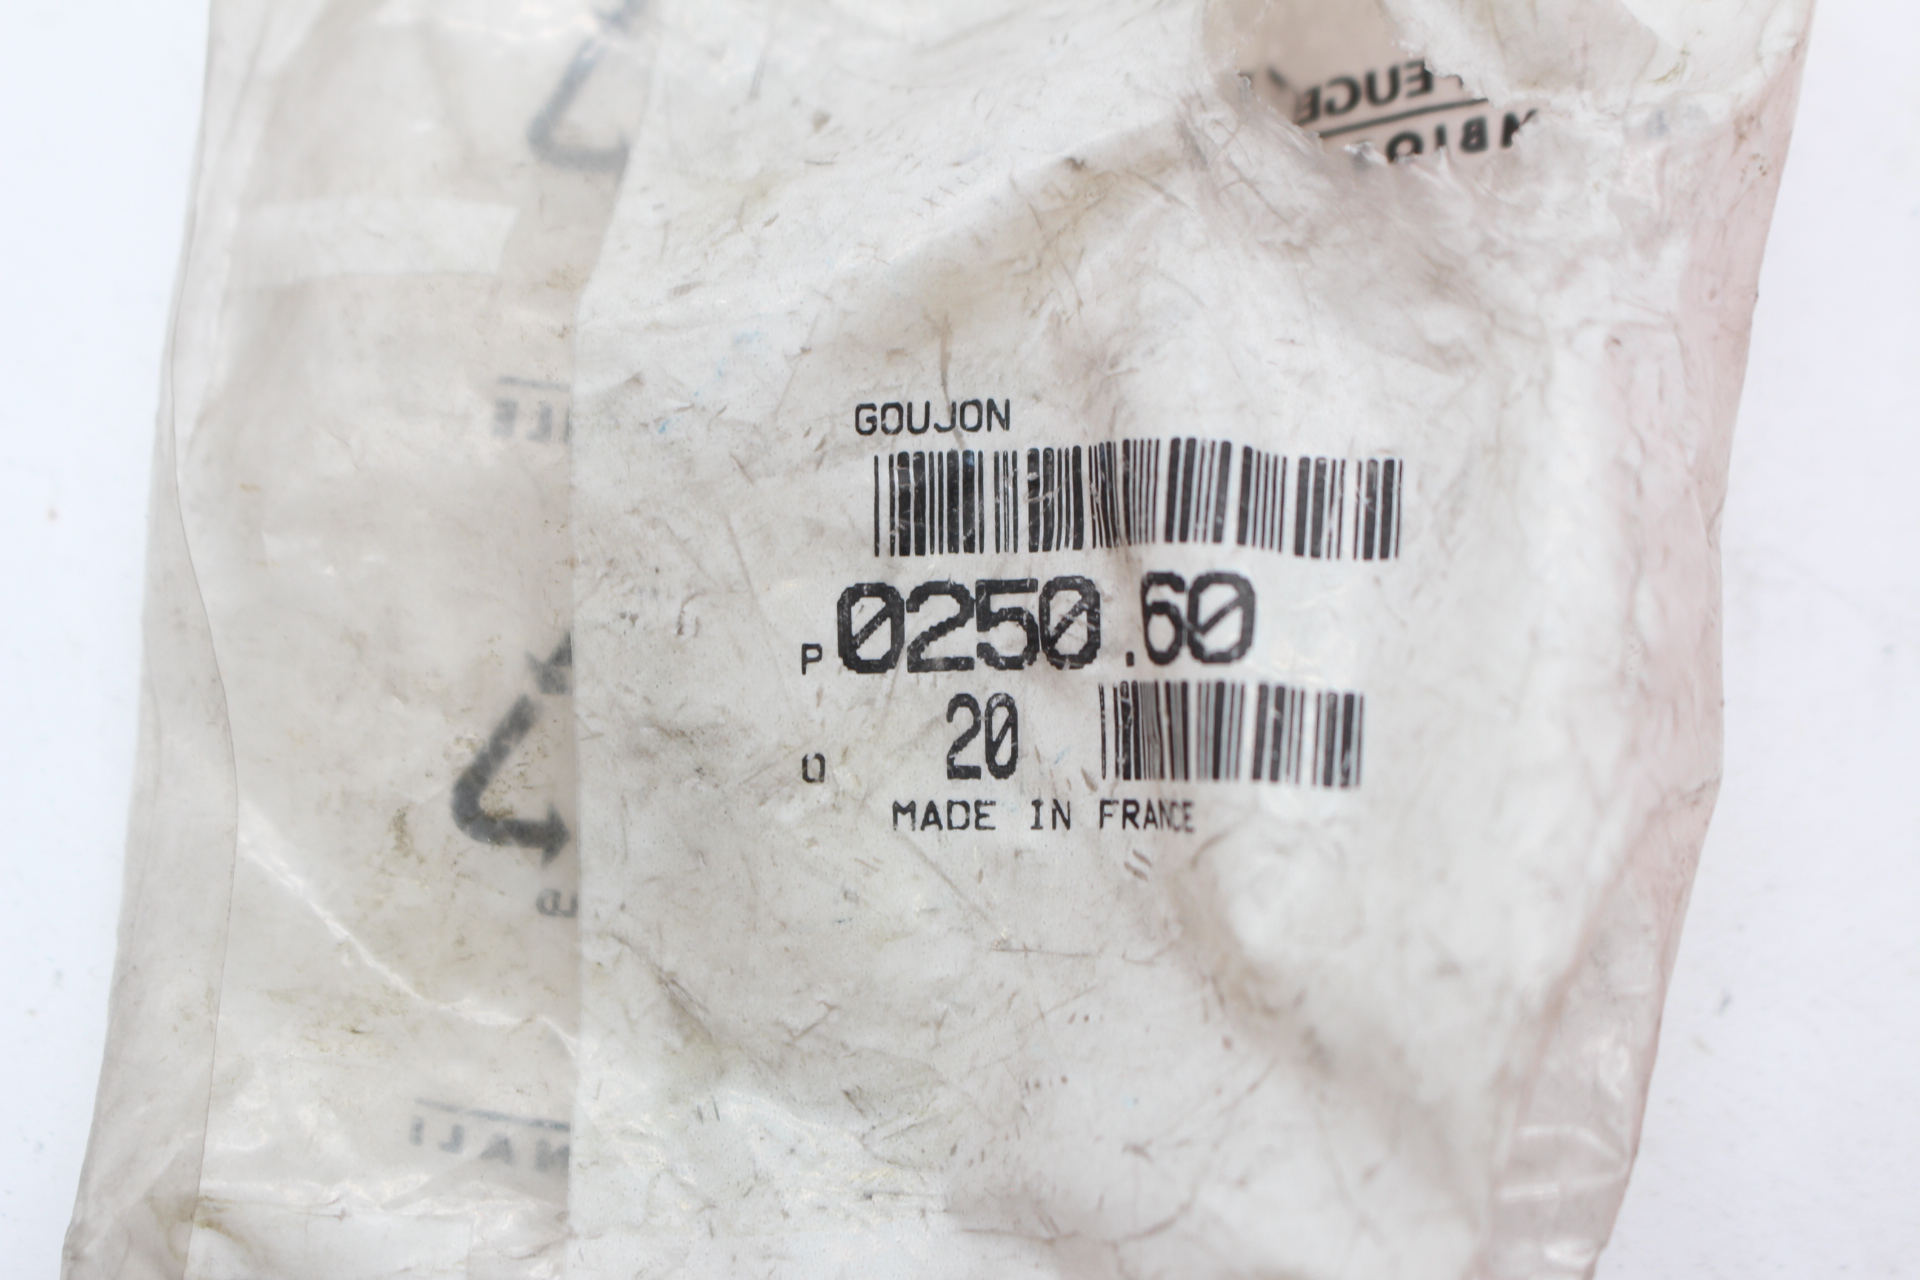 GOUJON
P 0250.60
Q 20
MADE IN FRANCE